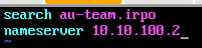 search au-team.irpo
nameserver 10.10.100.2
~